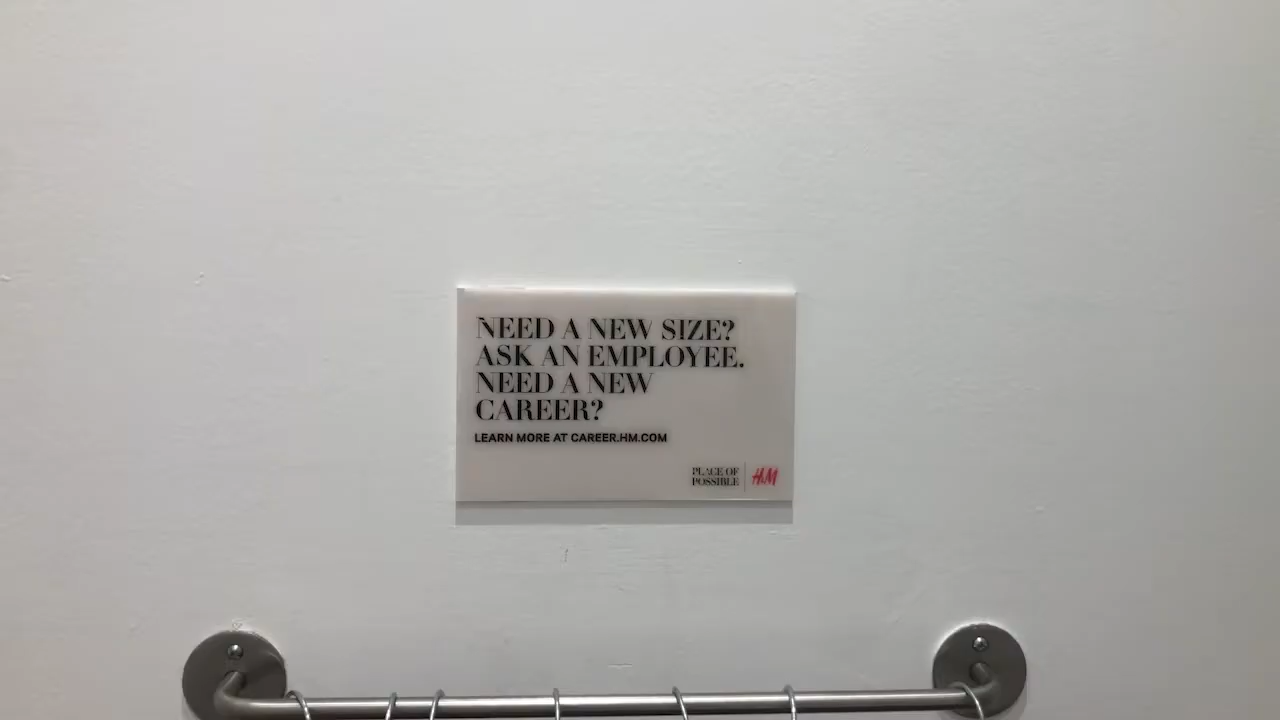 NEED A NEW SIZE?
ASK AN EMPLOYEE.
NEED A NEW
CAREER?
LEARN MORE AT CAREER.HM.COM
PLACE OF
POSSIBLE
H&M